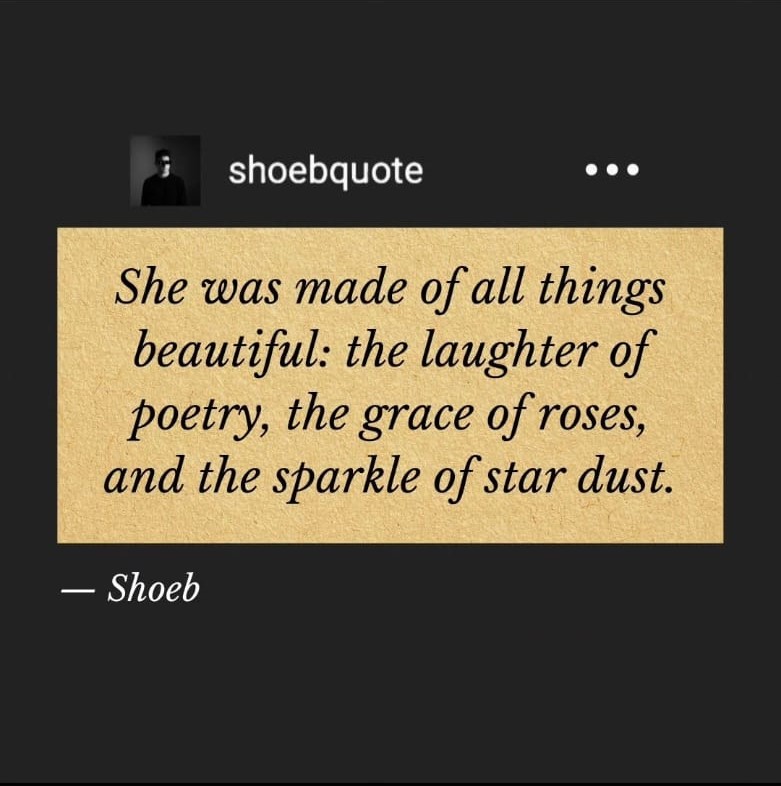 shoebquote
She was made of all things
beautiful: the laughter of
poetry, the grace of roses,
and the sparkle of star dust.
— Shoeb